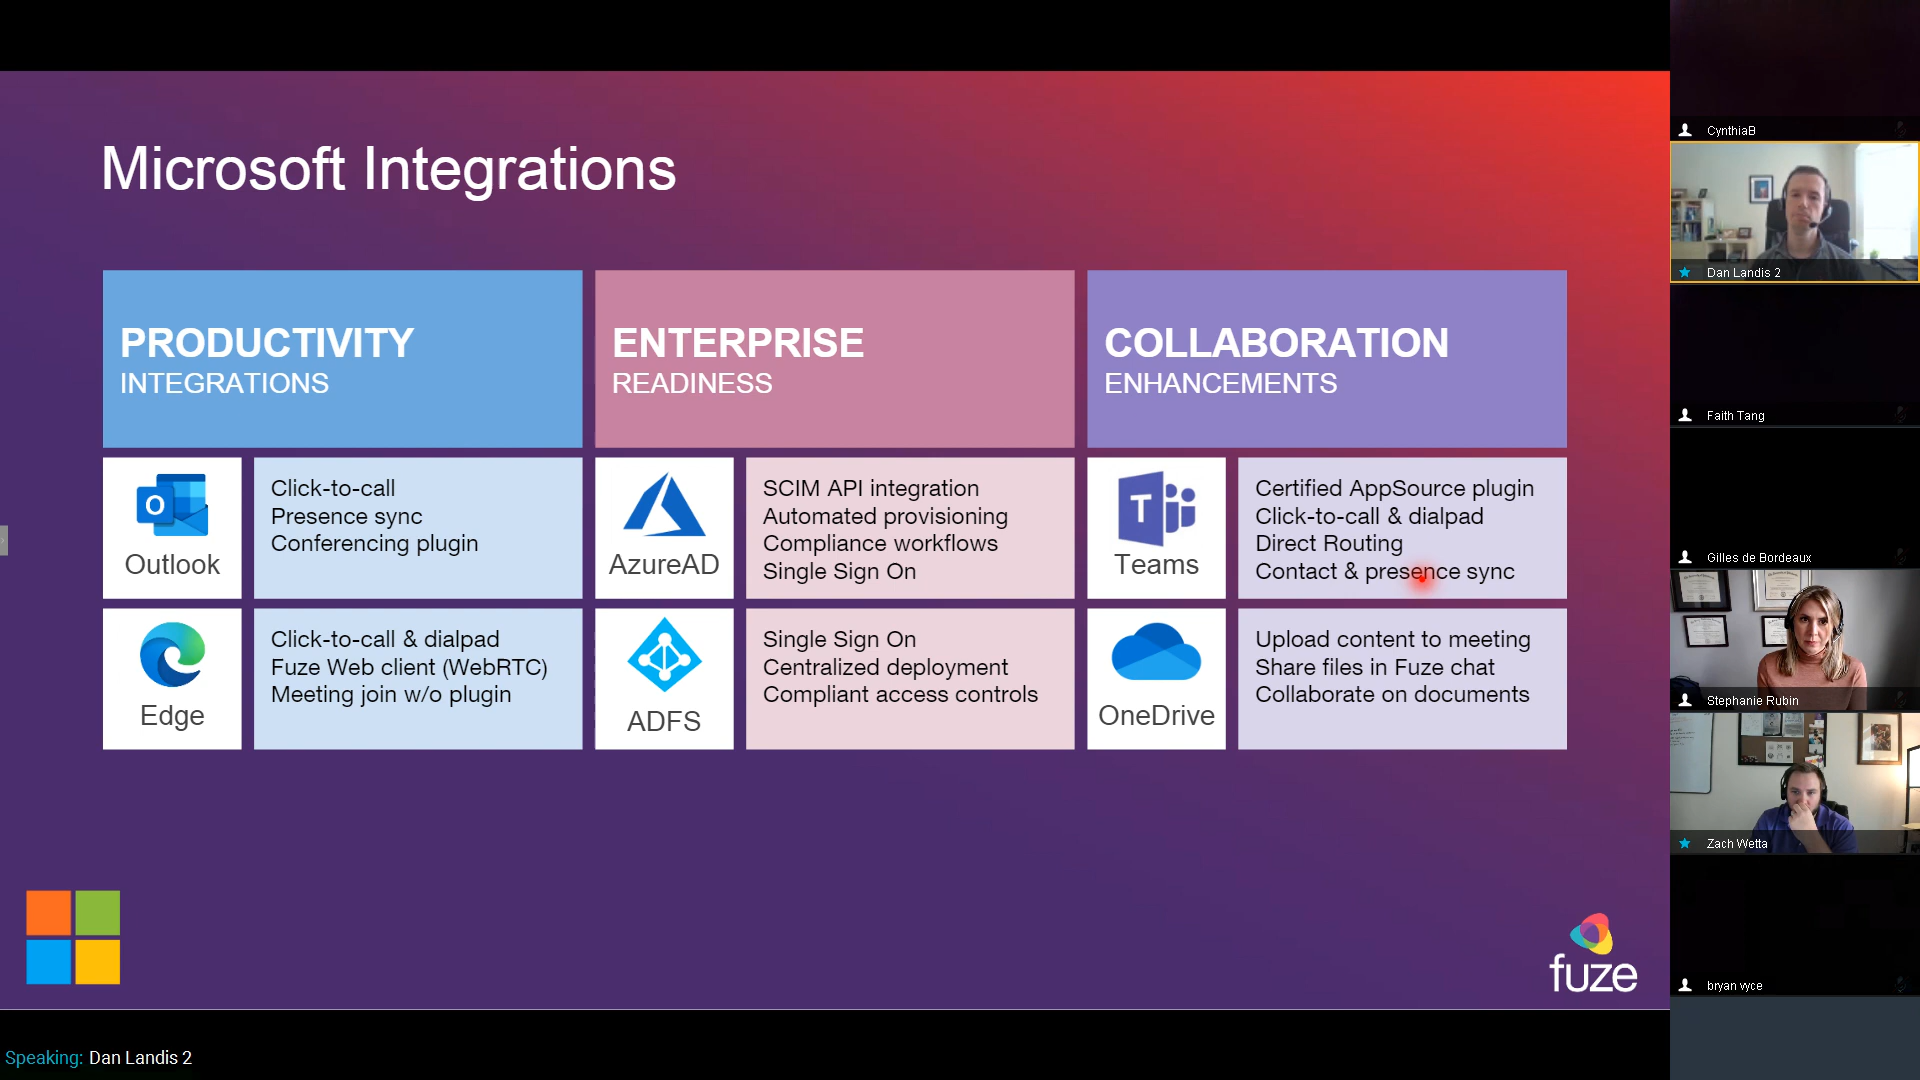 Microsoft Integrations
PRODUCTIVITY
INTEGRATIONS
ENTERPRISE
READINESS
COLLABORATION
ENHANCEMENTS
Outlook
Click-to-call
Presence sync
Conferencing plugin
AzureAD
SCIM API integration
Automated provisioning
Compliance workflows
Single Sign On
Teams
Certified AppSource plugin
Click-to-call & dialpad
Direct Routing
Contact & presence sync
Edge
Click-to-call & dialpad
Fuze Web client (WebRTC)
Meeting join w/o plugin
ADFS
Single Sign On
Centralized deployment
Compliant access controls
OneDrive
Upload content to meeting
Share files in Fuze chat
Collaborate on documents
fuze
Speaking: Dan Landis 2
CynthiaB
Dan Landis 2
Faith Tang
Gilles de Bordeaux
Stephanie Rubin
Zach Wetta
bryan vyce